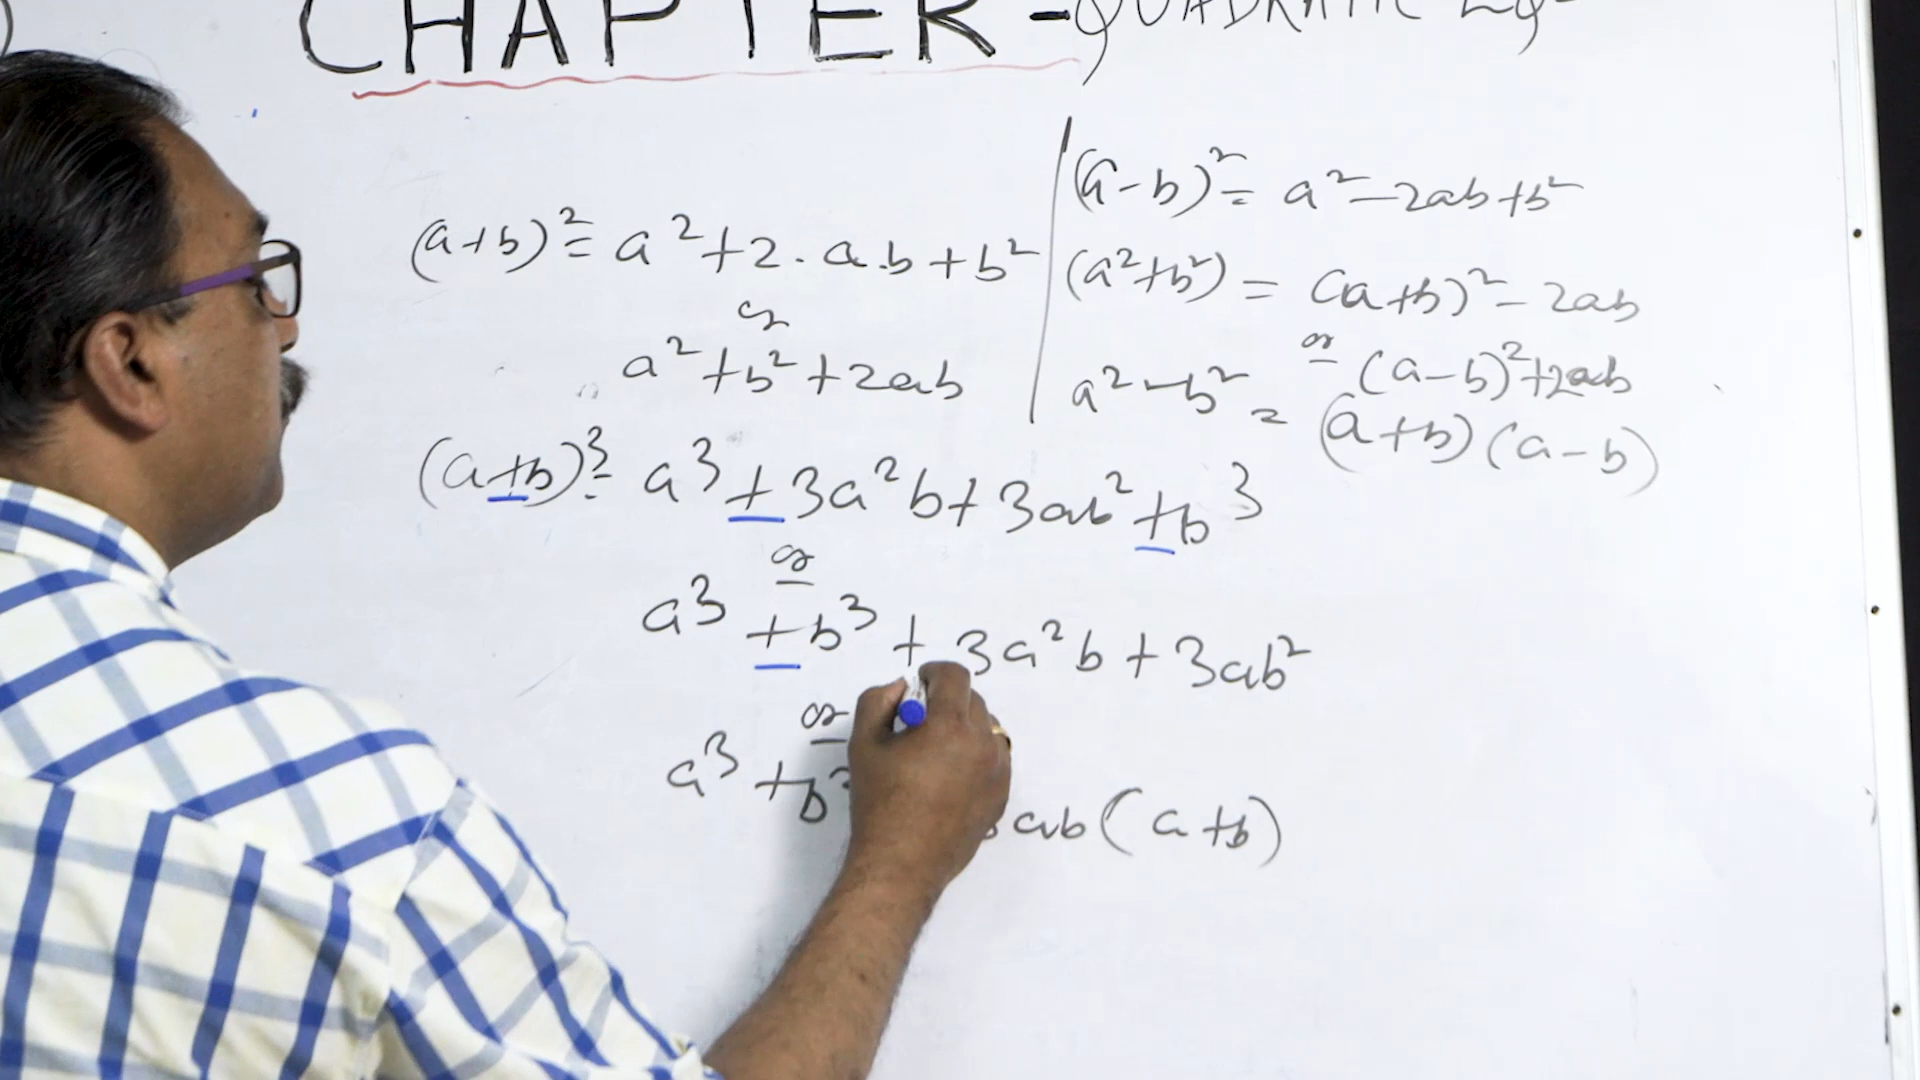 CHAPTER - QUADRATIC EQ
(a+b)² = a² + 2.a.b + b²
or
a² + b² + 2ab
(a-b)² = a² - 2ab + b²
(a²+b²) = (a+b)² - 2ab
or (a-b)² + 2ab
a² - b² = (a+b)(a-b)
(a+b)³ = a³ + 3a²b + 3ab² + b³
or
a³ + b³ + 3a²b + 3ab²
or
a³ + b³ ab(a+b)